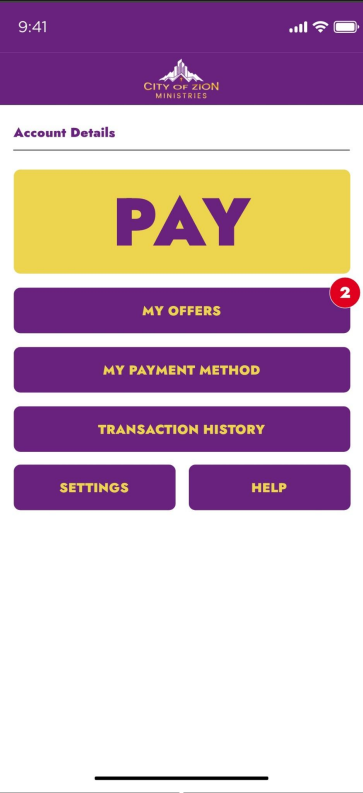 9:41
CITY OF ZION
MINISTRIES
Account Details
PAY
2
MY OFFERS
MY PAYMENT METHOD
TRANSACTION HISTORY
SETTINGS HELP